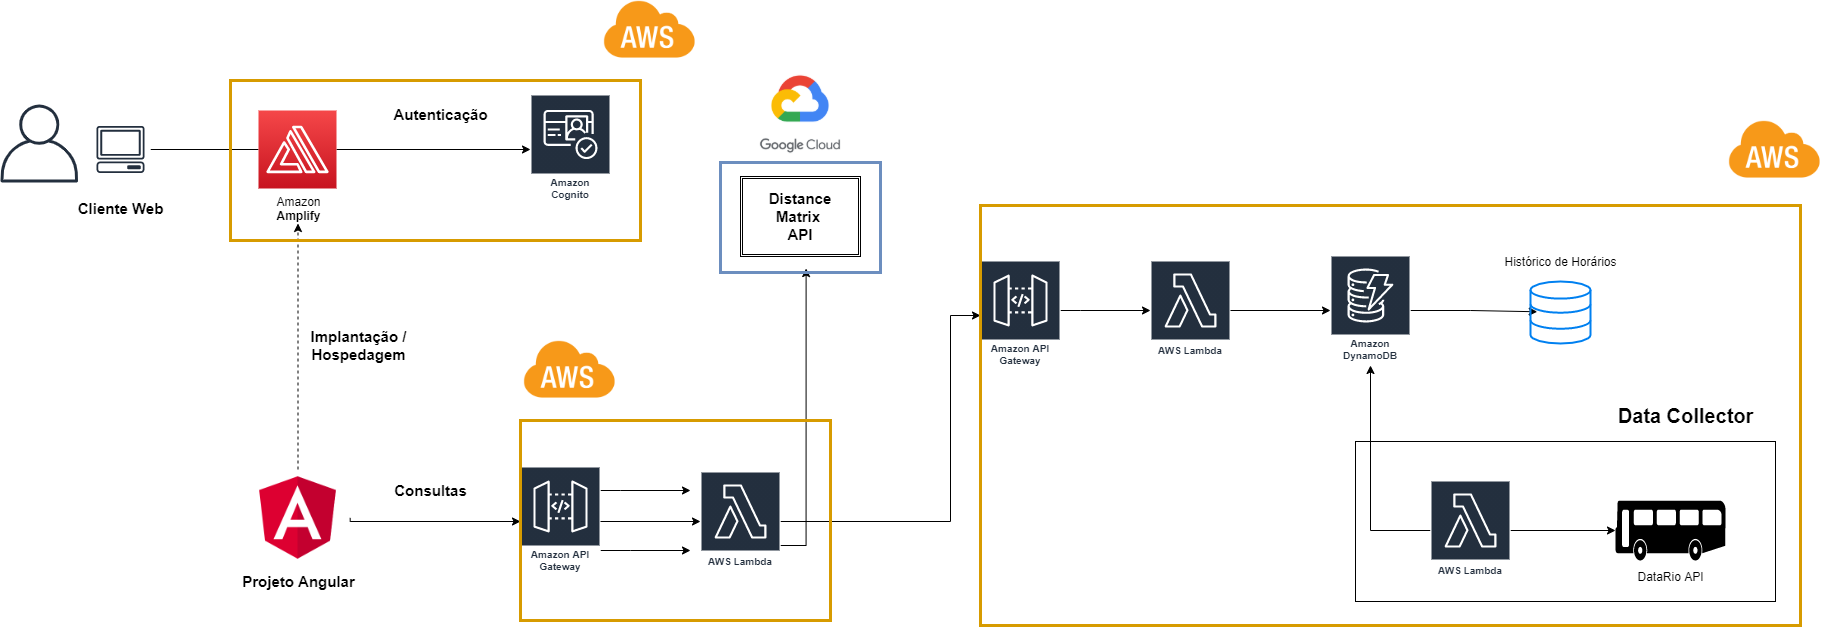 AWS
Cliente Web
Amazon
Amplify
Autenticação
Amazon
Cognito
Google Cloud
Distance
Matrix
API
Implantação /
Hospedagem
Projeto Angular
Consultas
AWS
Amazon API
Gateway
AWS Lambda
AWS
Amazon API
Gateway
AWS Lambda
Amazon
DynamoDB
Histórico de Horários
Data Collector
AWS Lambda
DataRio API